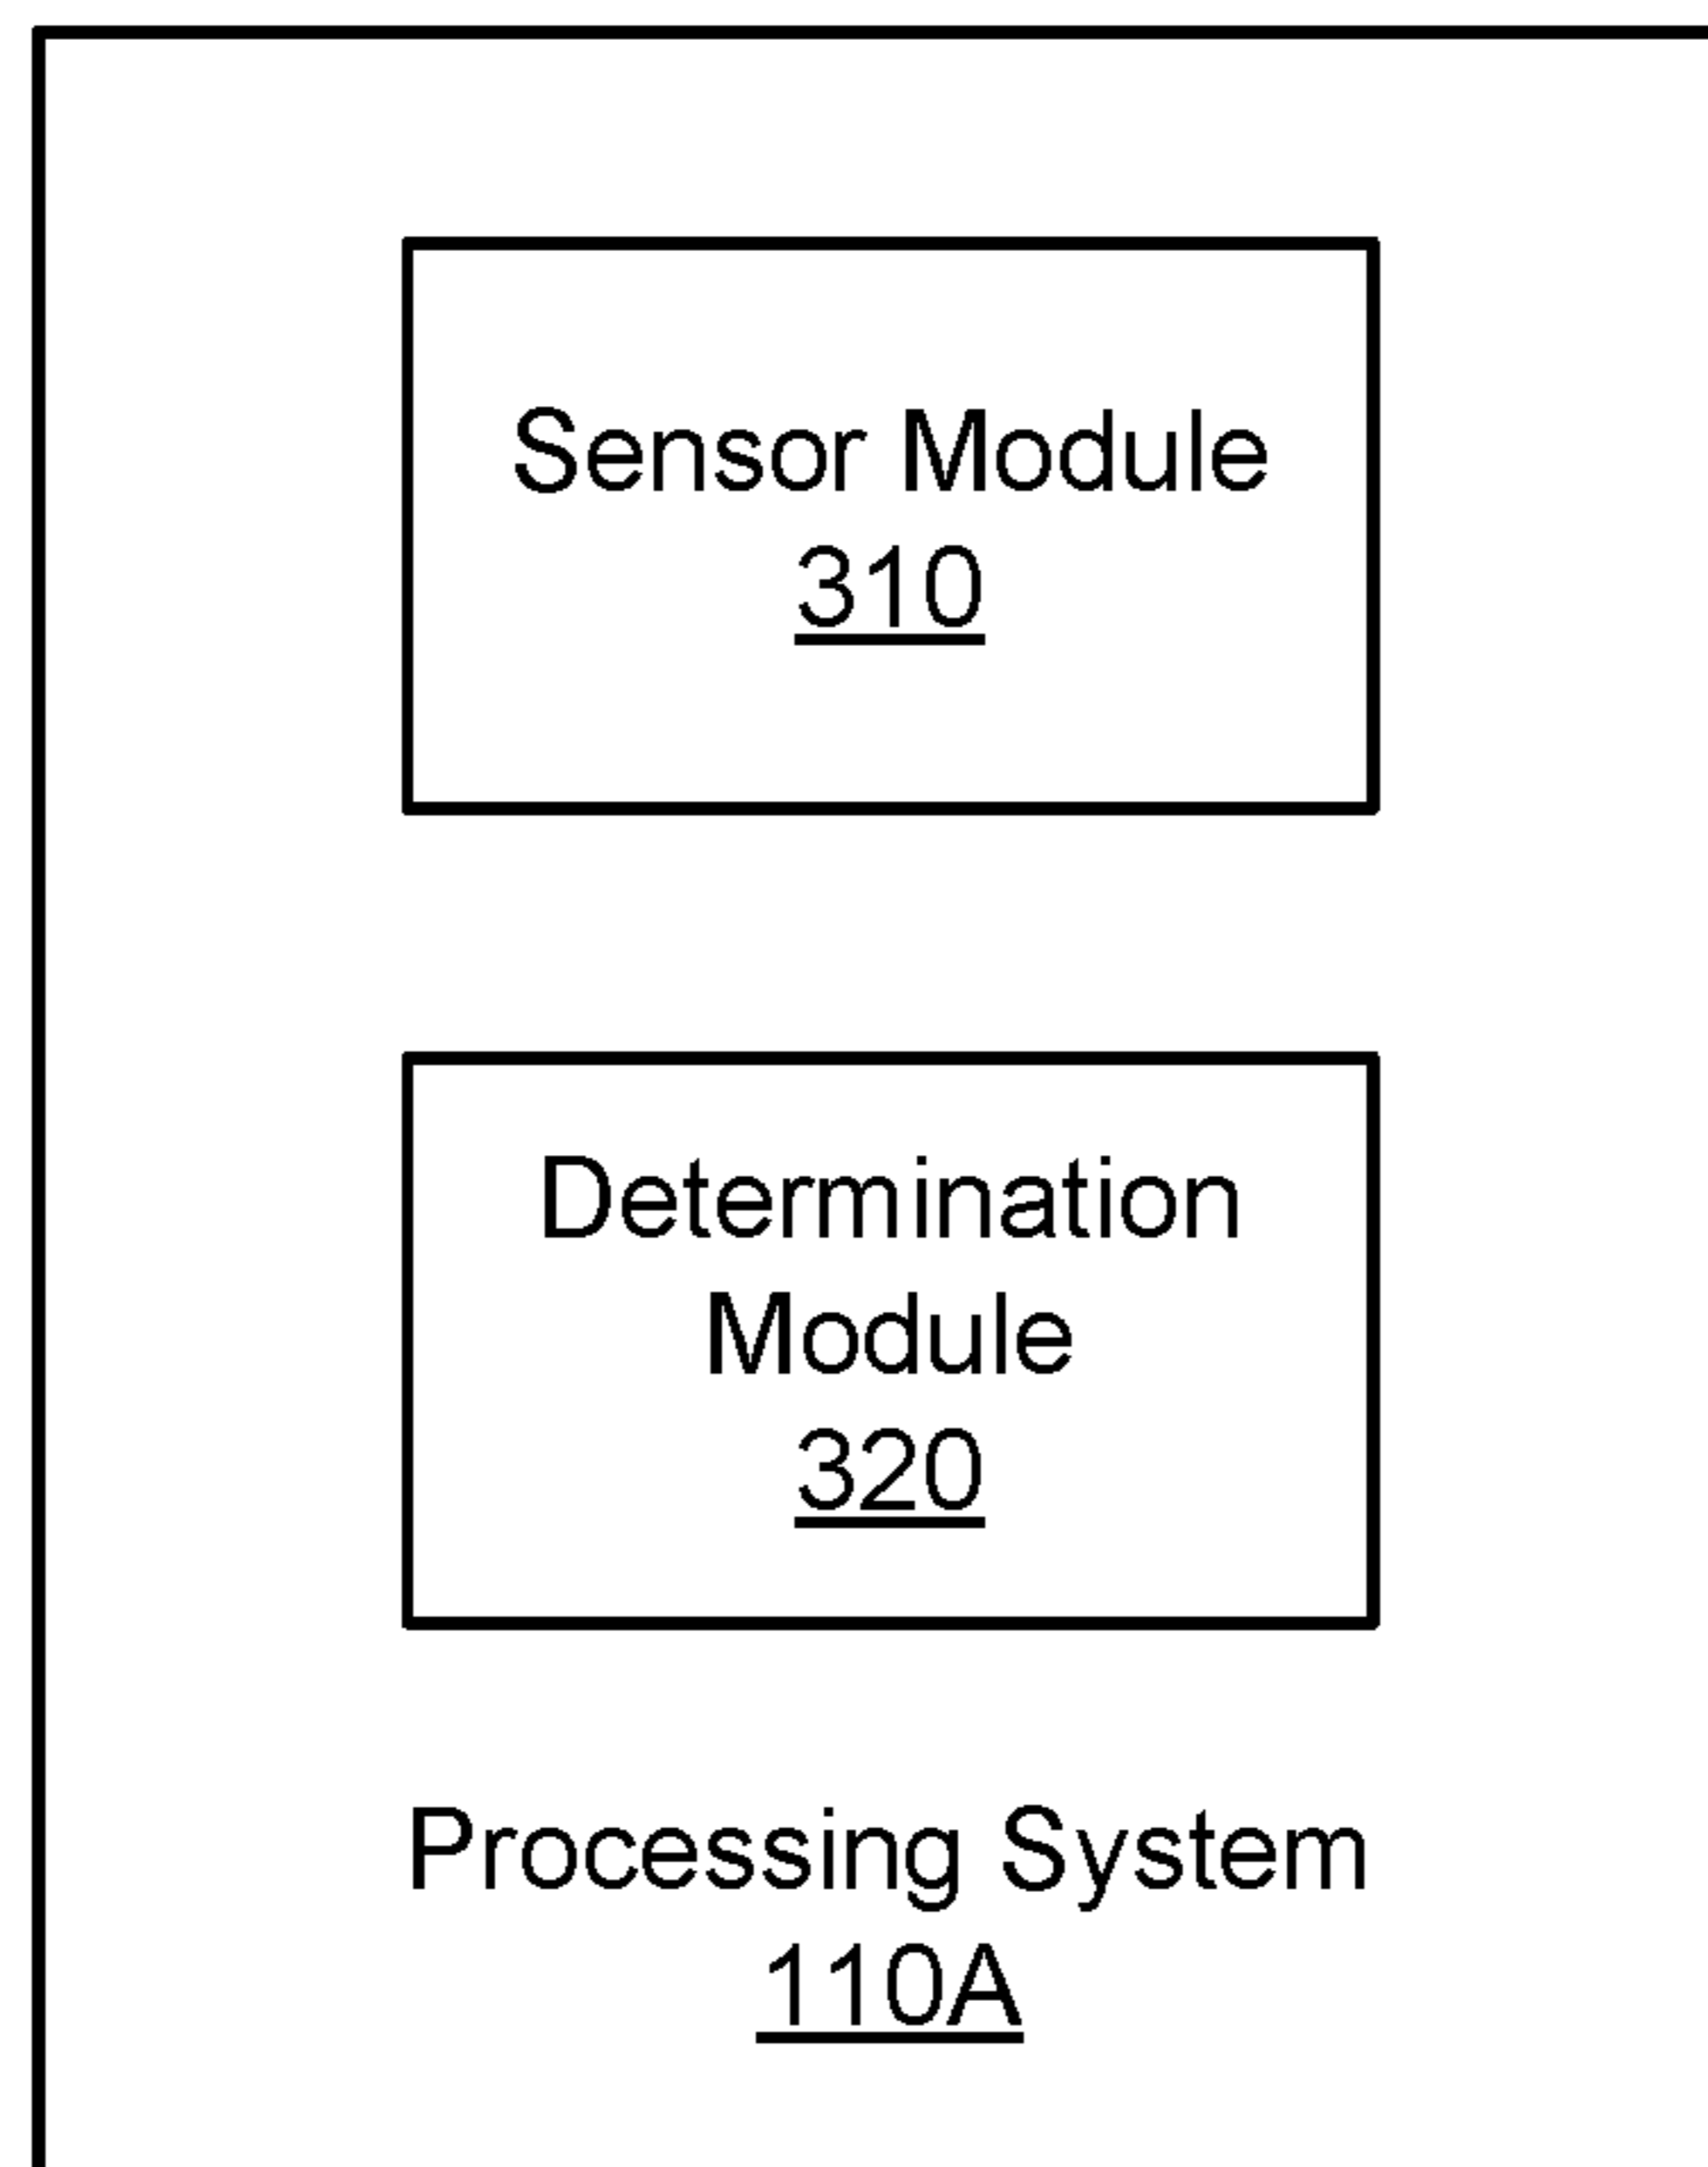 Sensor Module
310
Determination
Module
320
Processing System
110A